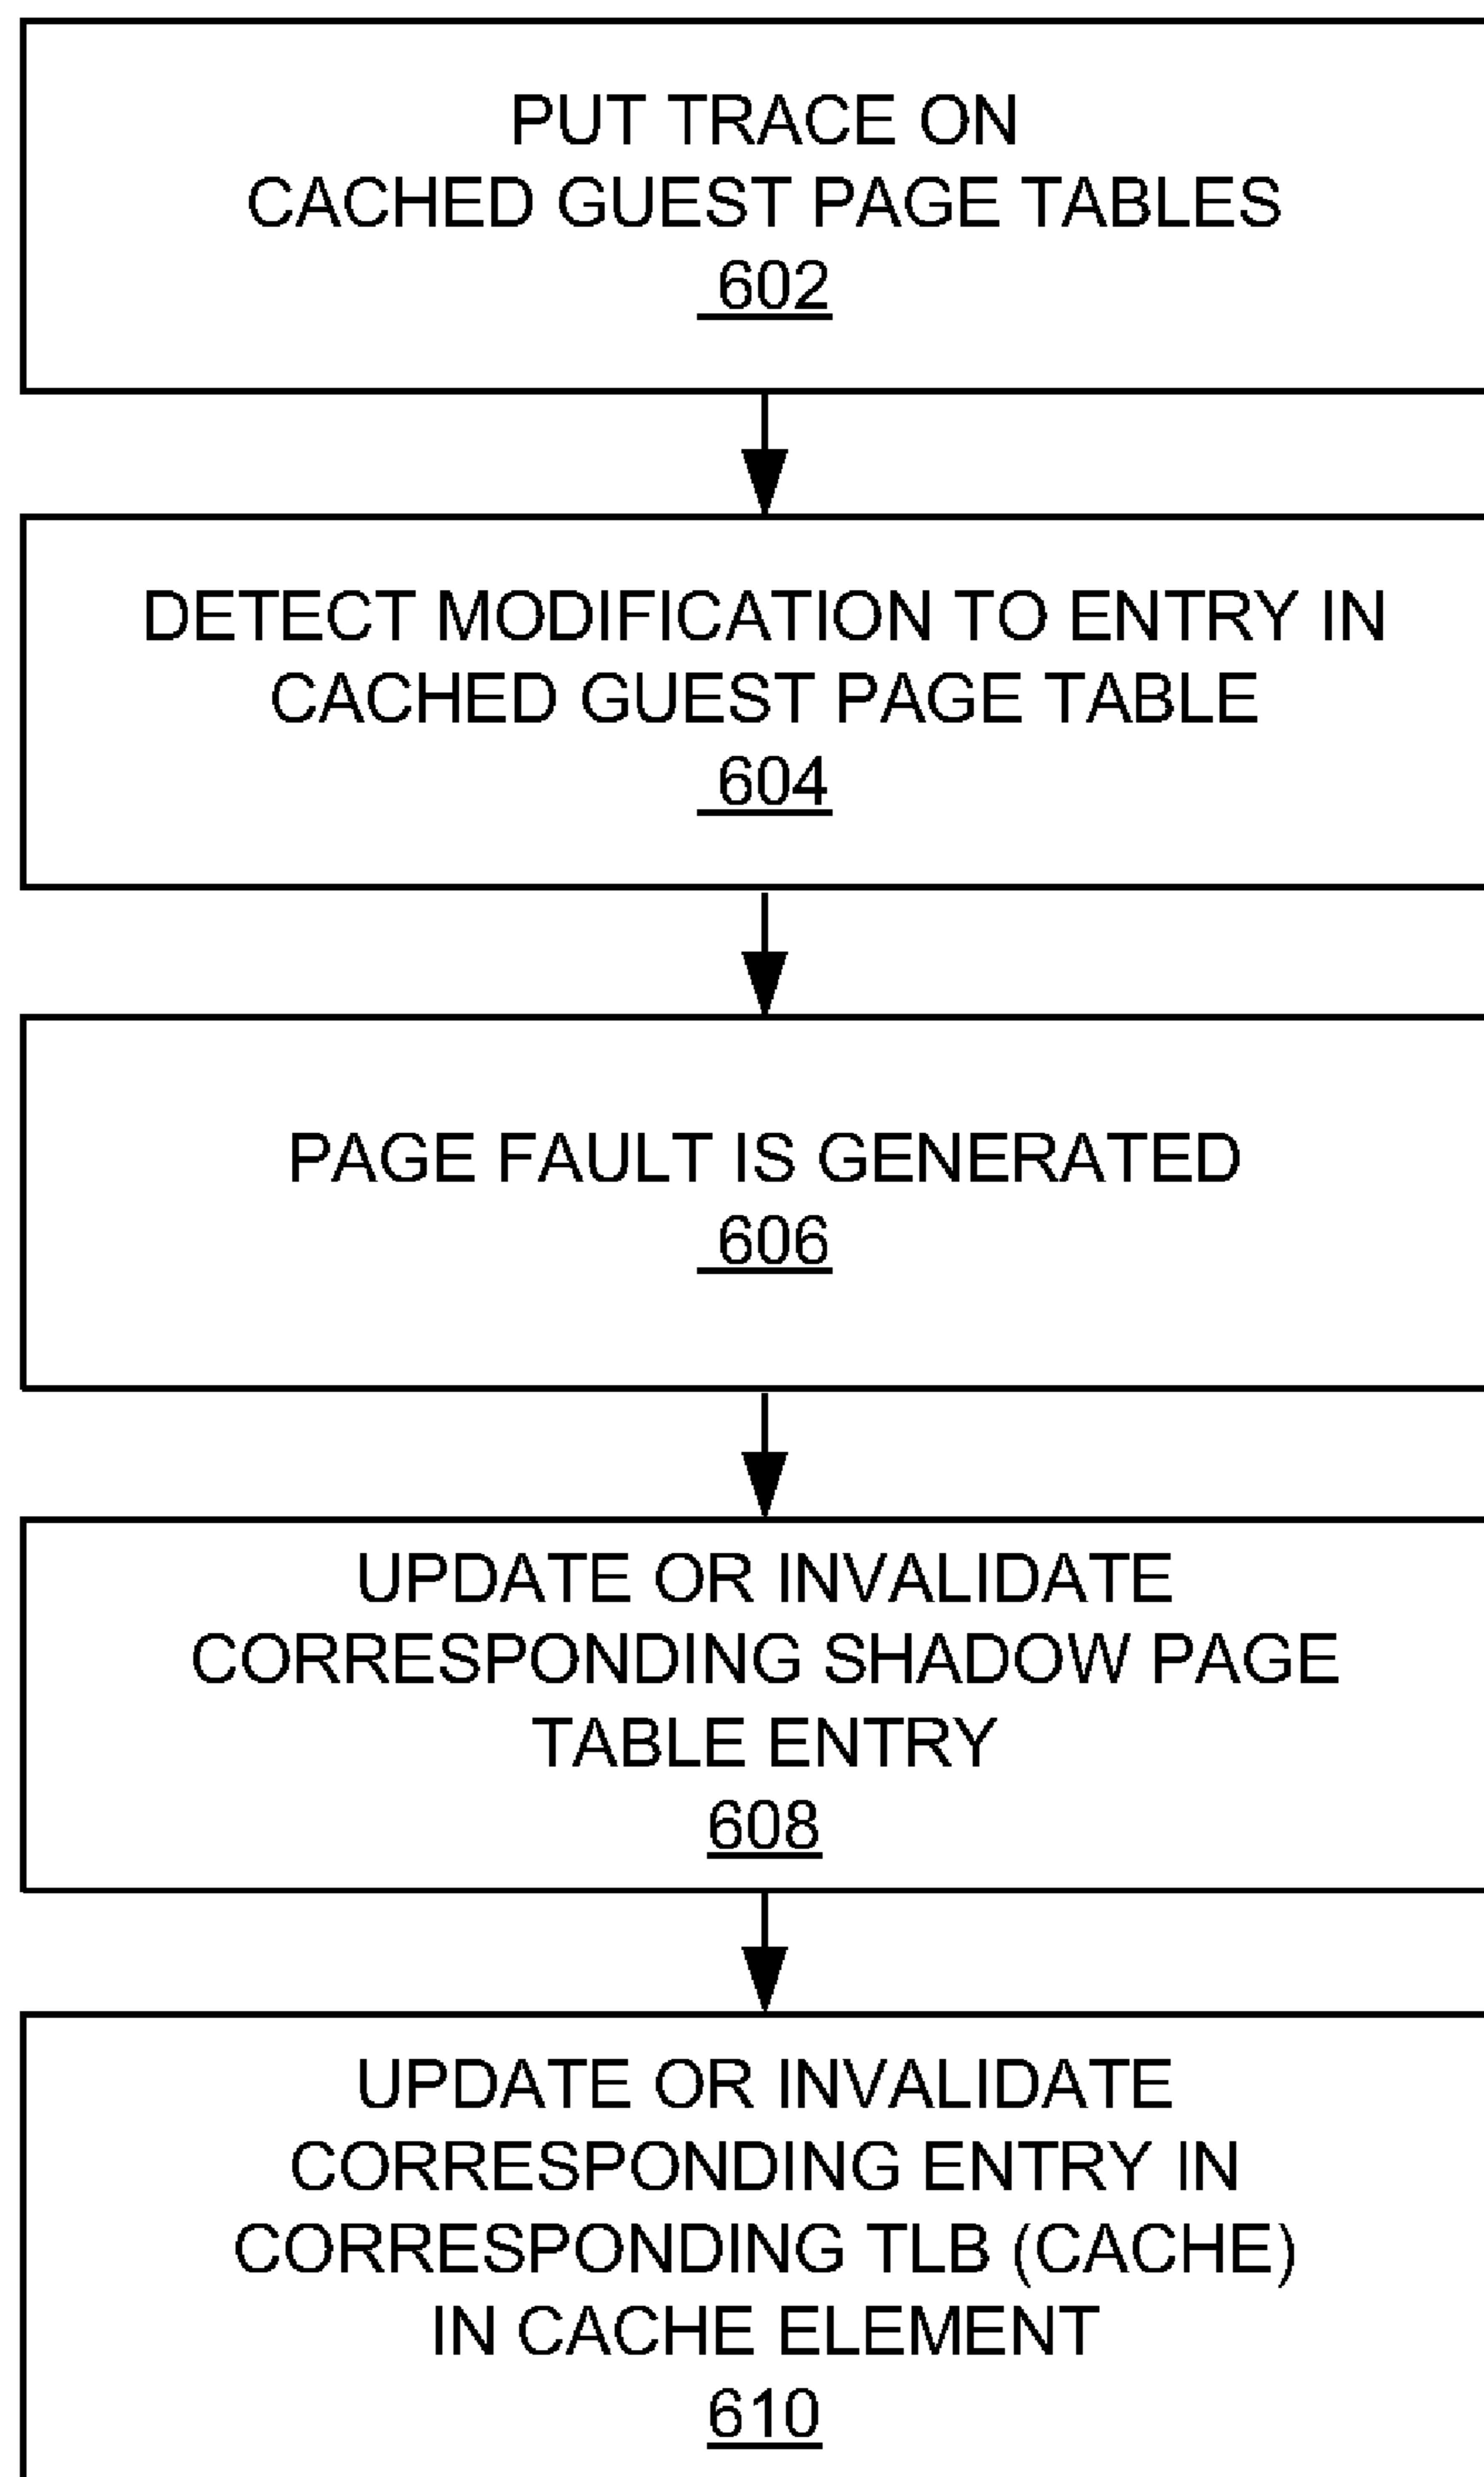 PUT TRACE ON
CACHED GUEST PAGE TABLES
602
DETECT MODIFICATION TO ENTRY IN
CACHED GUEST PAGE TABLE
604
PAGE FAULT IS GENERATED
606
UPDATE OR INVALIDATE
CORRESPONDING SHADOW PAGE
TABLE ENTRY
608
UPDATE OR INVALIDATE
CORRESPONDING ENTRY IN
CORRESPONDING TLB (CACHE)
IN CACHE ELEMENT
610